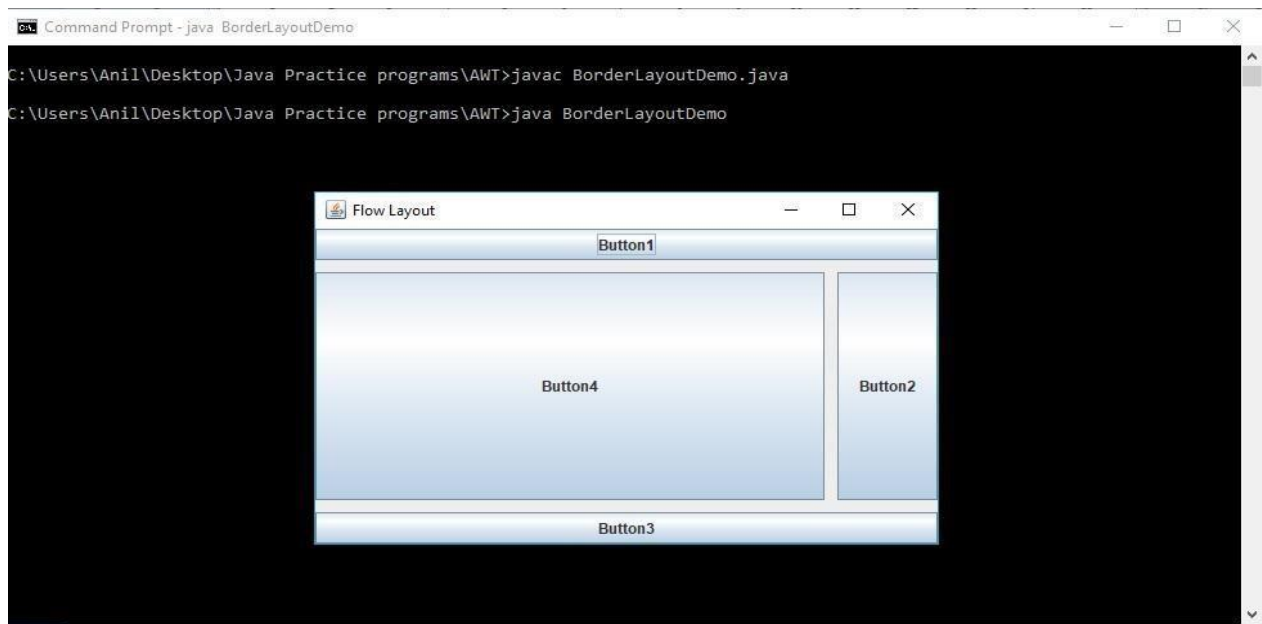 Command Prompt - java BorderLayoutDemo
C:\Users\Anil\Desktop\Java Practice programs\AWT>javac BorderLayoutDemo.java
C:\Users\Anil\Desktop\Java Practice programs\AWT>java BorderLayoutDemo
Flow Layout
Button1
Button4
Button2
Button3